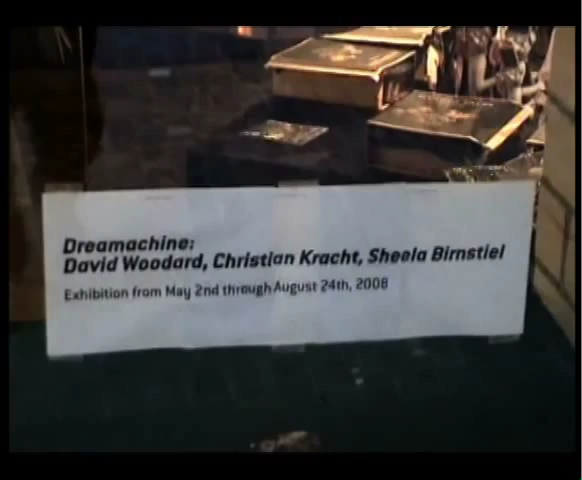 Dreamachine:
David Woodard, Christian Kracht, Sheela Birnstiel
Exhibition from May 2nd through August 24th, 2008